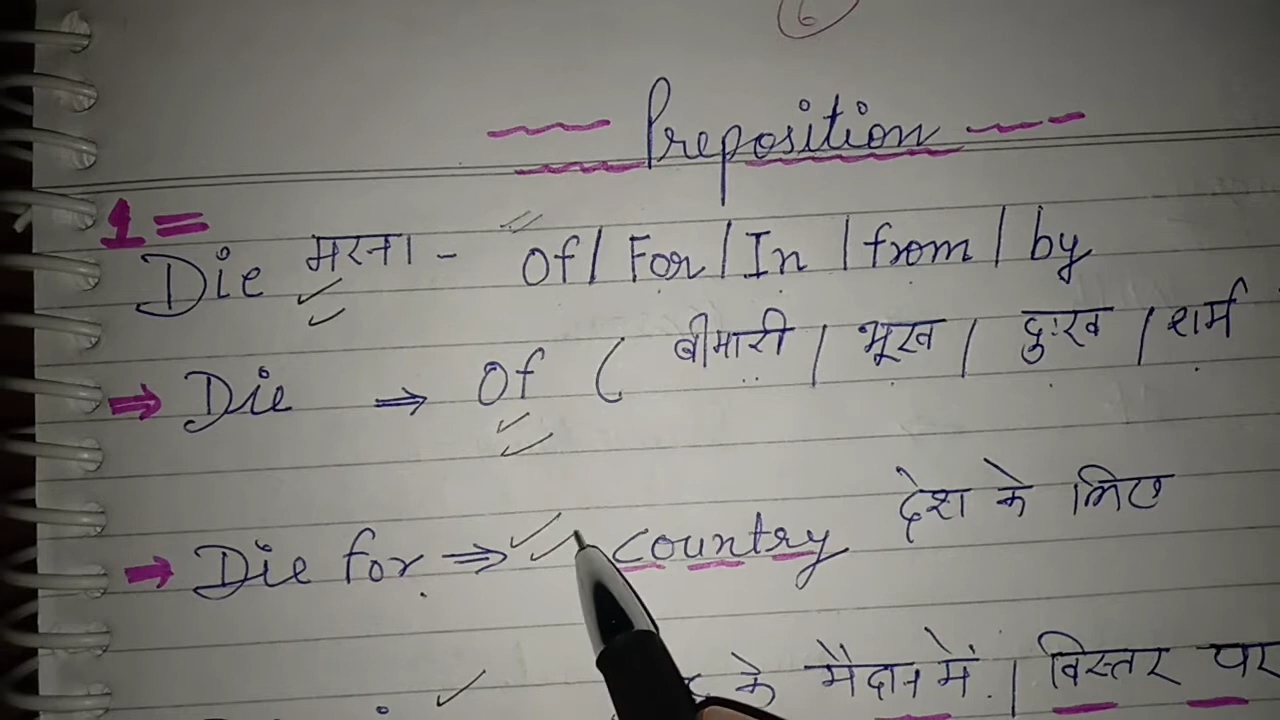 6
Preposition
1=
Die मरना - Of / For / In / from / by
⇒ Die ⇒ Of ( बीमारी / भूख / दुःख / शर्म
→ Die for ⇒ Country देश के लिए
के मैदान में. / विस्तर पर